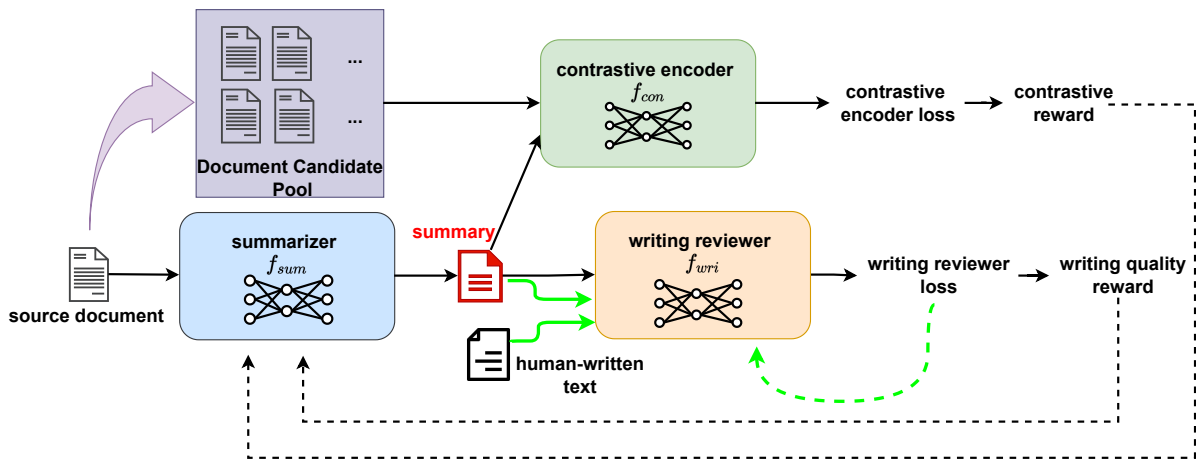 ...
...
Document Candidate
Pool
contrastive encoder
f_con
contrastive
encoder loss
contrastive
reward
source document
summarizer
f_sum
summary
human-written
text
writing reviewer
f_wri
writing reviewer
loss
writing quality
reward